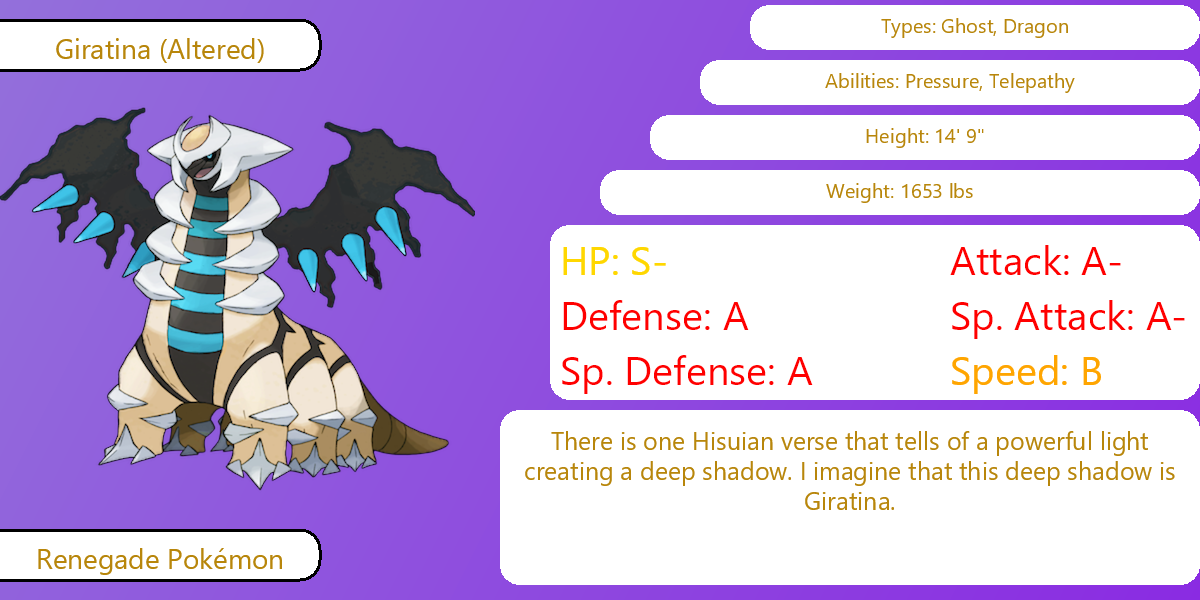 Giratina (Altered)
Types: Ghost, Dragon
Abilities: Pressure, Telepathy
Height: 14' 9"
Weight: 1653 lbs
HP: S-
Attack: A-
Defense: A
Sp. Attack: A-
Sp. Defense: A
Speed: B
There is one Hisuian verse that tells of a powerful light
creating a deep shadow. I imagine that this deep shadow is
Giratina.
Renegade Pokémon